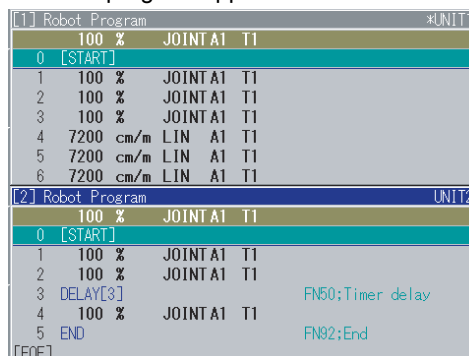 [1] Robot Program *UNIT1
100 % JOINT A1 T1
0 [START]
1 100 % JOINT A1 T1
2 100 % JOINT A1 T1
3 100 % JOINT A1 T1
4 7200 cm/m LIN A1 T1
5 7200 cm/m LIN A1 T1
6 7200 cm/m LIN A1 T1
[2] Robot Program UNIT2
100 % JOINT A1 T1
0 [START]
1 100 % JOINT A1 T1
2 100 % JOINT A1 T1
3 DELAY[3] FN50;Timer delay
4 100 % JOINT A1 T1
5 END FN92;End
[EOF]